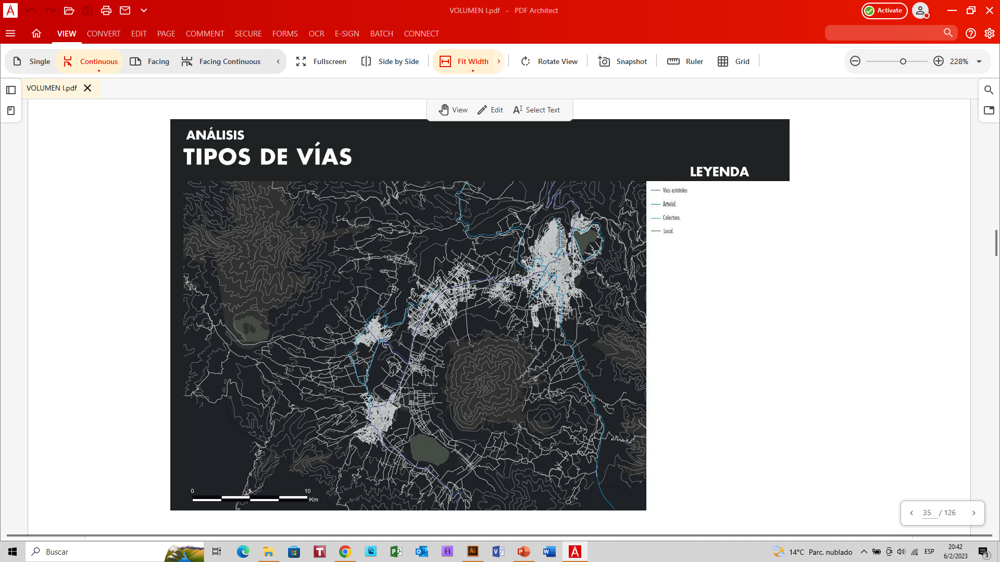 VOLUMEN I.pdf - PDF Architect
Activate
VIEW CONVERT EDIT PAGE COMMENT SECURE FORMS OCR E-SIGN BATCH CONNECT
Single Continuous Facing Facing Continuous Fullscreen Side by Side Fit Width Rotate View Snapshot Ruler Grid 228%
VOLUMEN I.pdf
View Edit Select Text
ANÁLISIS
TIPOS DE VÍAS
LEYENDA
Vías estatales
Arterial.
Colectora.
Local.
0 5 10
Km
35 / 126
Buscar
14°C Parc. nublado
ESP
20:42
6/2/2023
3